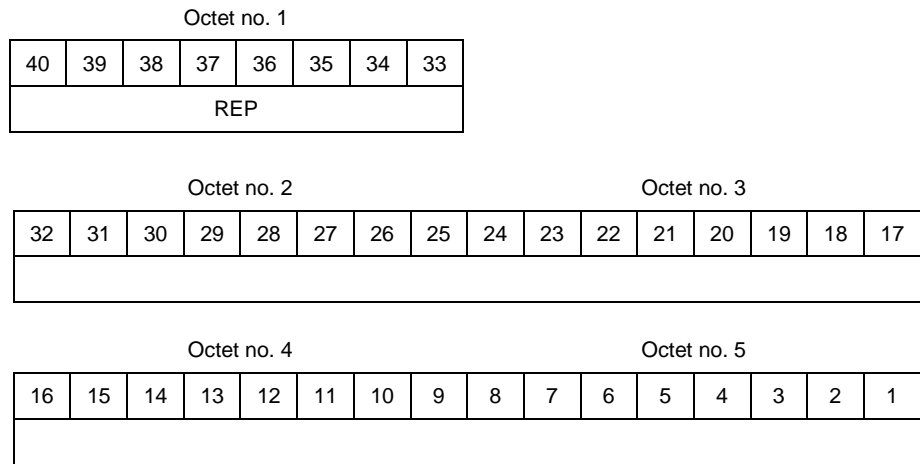 Octet no. 1
40 39 38 37 36 35 34 33
REP
Octet no. 2 Octet no. 3
32 31 30 29 28 27 26 25 24 23 22 21 20 19 18 17
Octet no. 4 Octet no. 5
16 15 14 13 12 11 10 9 8 7 6 5 4 3 2 1